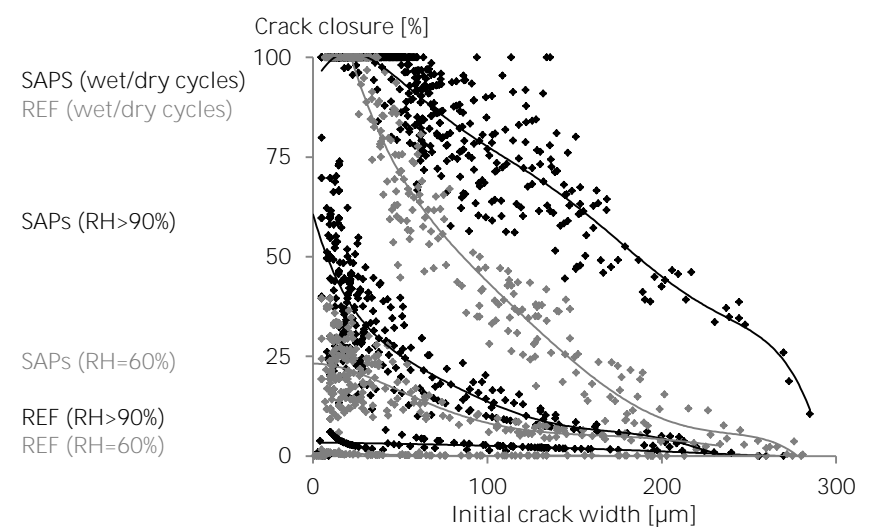 Crack closure [%]
100
SAPS (wet/dry cycles)
REF (wet/dry cycles)
75
SAPs (RH>90%)
50
25
SAPs (RH=60%)
REF (RH>90%)
REF (RH=60%)
0
0 100 200 300
Initial crack width [µm]